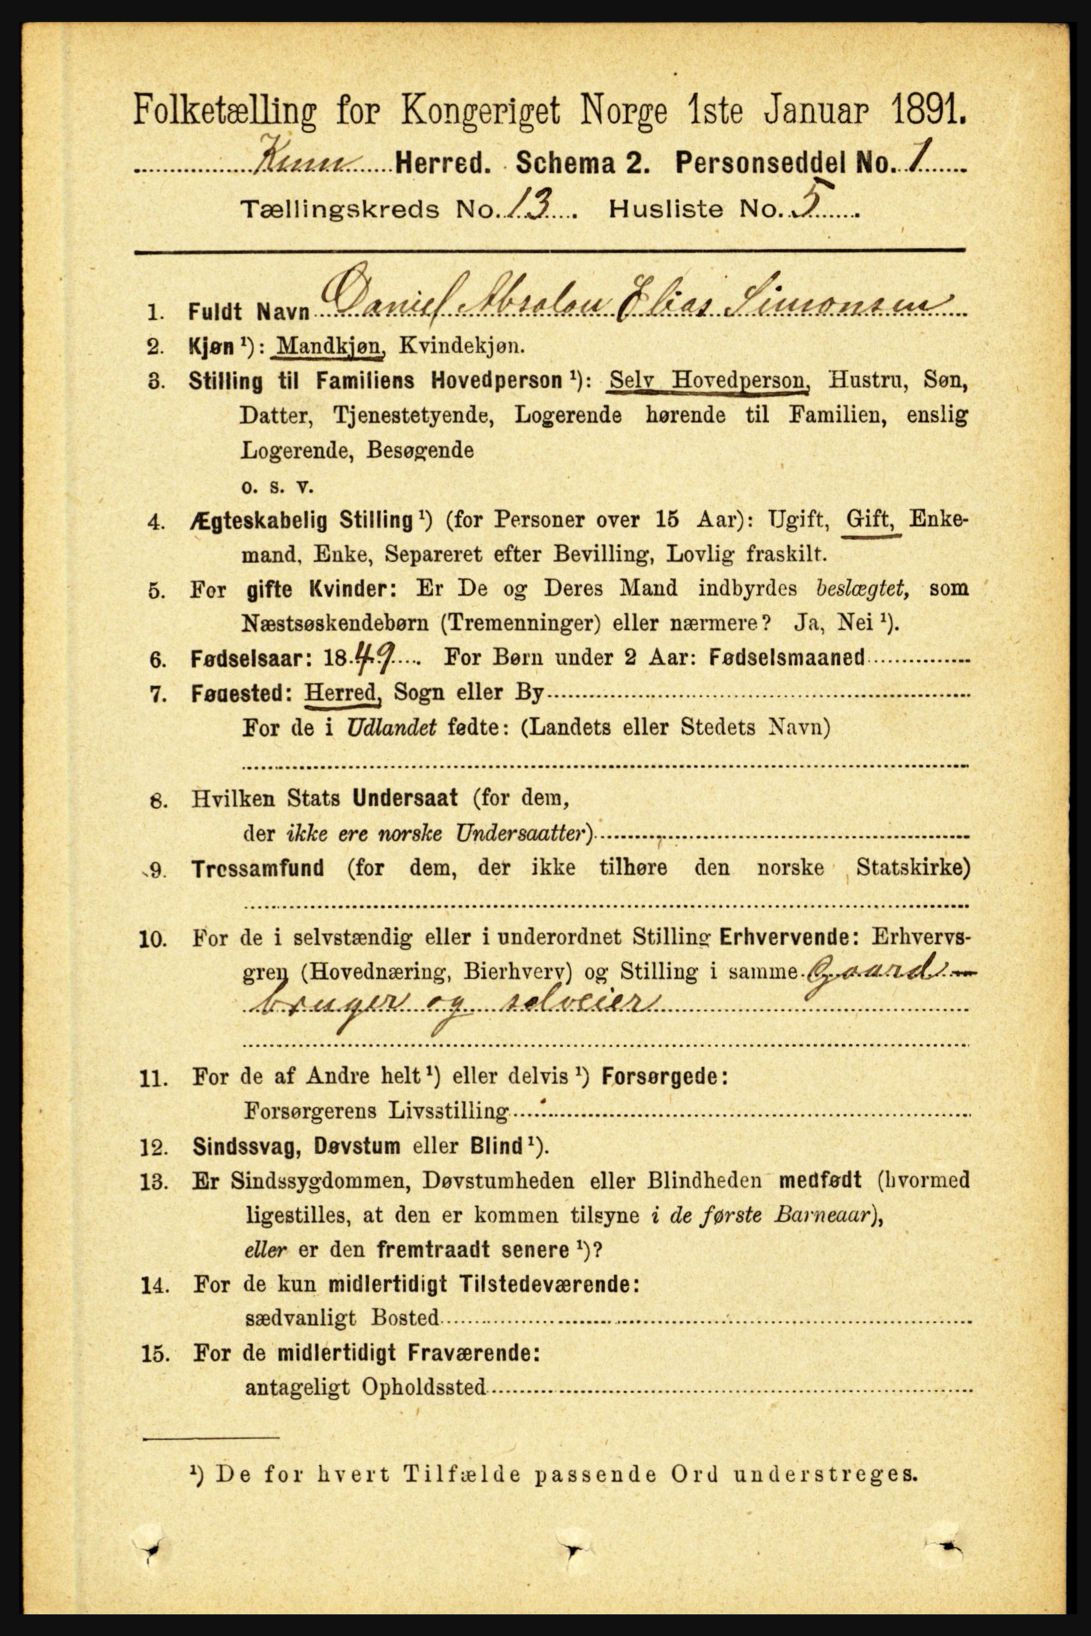 Folketælling for Kongeriget Norge 1ste Januar 1891.
Kinn Herred. Schema 2. Personseddel No. 1
Tællingskreds No. 13. Husliste No. 5.
1. Fuldt Navn Daniel Absalon Elias Simonsen
2. Kjøn¹): Mandkjøn, Kvindekjøn.
3. Stilling til Familiens Hovedperson¹): Selv Hovedperson, Hustru, Søn,
Datter, Tjenestetyende, Logerende hørende til Familien, enslig
Logerende, Besøgende
o. s. v.
4. Ægteskabelig Stilling¹) (for Personer over 15 Aar): Ugift, Gift, Enke-
mand, Enke, Separeret efter Bevilling, Lovlig fraskilt.
5. For gifte Kvinder: Er De og Deres Mand indbyrdes beslægtet, som
Næstsøskendebørn (Tremenninger) eller nærmere? Ja, Nei¹).
6. Fødselsaar: 1849. For Børn under 2 Aar: Fødselsmaaned
7. Fødested: Herred, Sogn eller By
For de i Udlandet fødte: (Landets eller Stedets Navn)
8. Hvilken Stats Undersaat (for dem,
der ikke ere norske Undersaatter)
9. Trossamfund (for dem, der ikke tilhøre den norske Statskirke)
10. For de i selvstændig eller i underordnet Stilling Erhvervende: Erhvervs-
gren (Hovednæring, Bierhverv) og Stilling i samme Gaard-
bruger og selveier
11. For de af Andre helt¹) eller delvis¹) Forsørgede:
Forsørgerens Livsstilling
12. Sindssvag, Døvstum eller Blind¹).
13. Er Sindssygdommen, Døvstumheden eller Blindheden medfødt (hvormed
ligestilles, at den er kommen tilsyne i de første Barneaar),
eller er den fremtraadt senere¹)?
14. For de kun midlertidigt Tilstedeværende:
sædvanligt Bosted
15. For de midlertidigt Fraværende:
antageligt Opholdssted
¹) De for hvert Tilfælde passende Ord understreges.